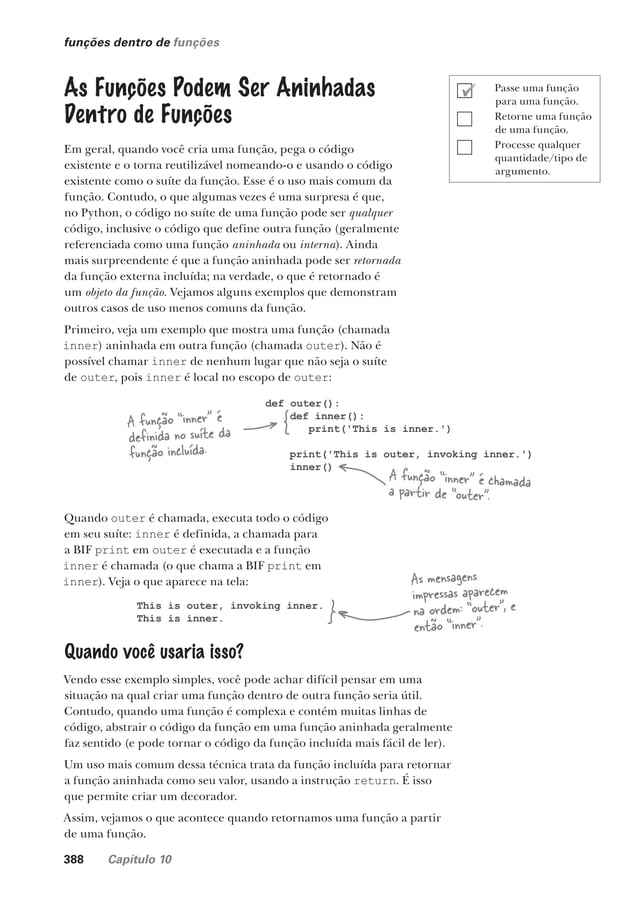 funções dentro de funções
As Funções Podem Ser Aninhadas
Dentro de Funções
Passe uma função
para uma função.
Retorne uma função
de uma função.
Processe qualquer
quantidade/tipo de
argumento.
Em geral, quando você cria uma função, pega o código
existente e o torna reutilizável nomeando-o e usando o código
existente como o suíte da função. Esse é o uso mais comum da
função. Contudo, o que algumas vezes é uma surpresa é que,
no Python, o código no suíte de uma função pode ser qualquer
código, inclusive o código que define outra função (geralmente
referenciada como uma função aninhada ou interna). Ainda
mais surpreendente é que a função aninhada pode ser retornada
da função externa incluída; na verdade, o que é retornado é
um objeto da função. Vejamos alguns exemplos que demonstram
outros casos de uso menos comuns da função.
Primeiro, veja um exemplo que mostra uma função (chamada
inner) aninhada em outra função (chamada outer). Não é
possível chamar inner de nenhum lugar que não seja o suíte
de outer, pois inner é local no escopo de outer:
def outer():
def inner():
print('This is inner.')
print('This is outer, invoking inner.')
inner()
A função "inner" é
definida no suíte da
função incluída.
A função "inner" é chamada
a partir de "outer".
Quando outer é chamada, executa todo o código
em seu suíte: inner é definida, a chamada para
a BIF print em outer é executada e a função
inner é chamada (o que chama a BIF print em
inner). Veja o que aparece na tela:
This is outer, invoking inner.
This is inner.
As mensagens
impressas aparecem
na ordem: "outer", e
então "inner".
Quando você usaria isso?
Vendo esse exemplo simples, você pode achar difícil pensar em uma
situação na qual criar uma função dentro de outra função seria útil.
Contudo, quando uma função é complexa e contém muitas linhas de
código, abstrair o código da função em uma função aninhada geralmente
faz sentido (e pode tornar o código da função incluída mais fácil de ler).
Um uso mais comum dessa técnica trata da função incluída para retornar
a função aninhada como seu valor, usando a instrução return. É isso
que permite criar um decorador.
Assim, vejamos o que acontece quando retornamos uma função a partir
de uma função.
388 Capítulo 10